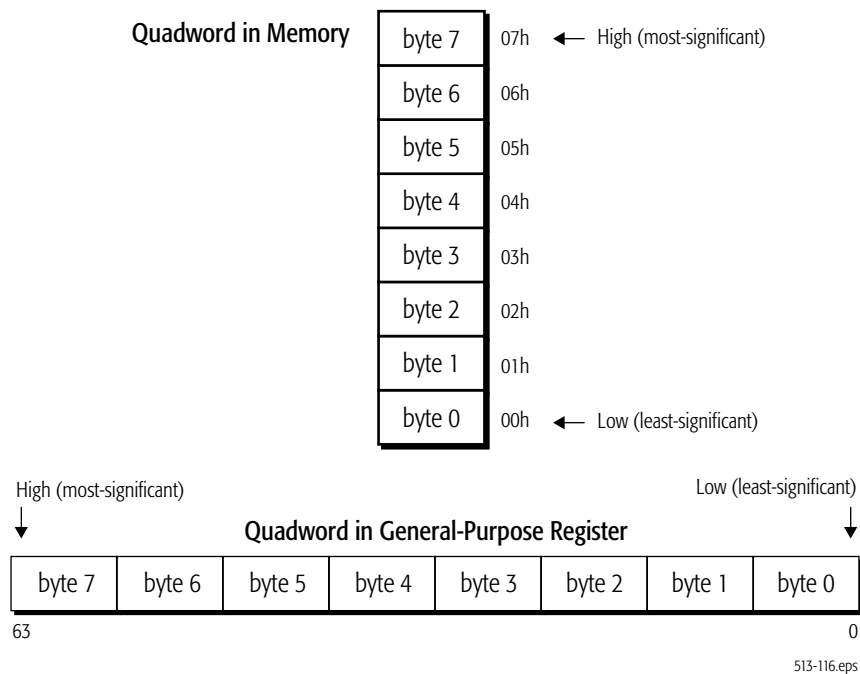 Quadword in Memory
byte 7 07h High (most-significant)
byte 6 06h
byte 5 05h
byte 4 04h
byte 3 03h
byte 2 02h
byte 1 01h
byte 0 00h Low (least-significant)
High (most-significant) Low (least-significant)
Quadword in General-Purpose Register
byte 7 byte 6 byte 5 byte 4 byte 3 byte 2 byte 1 byte 0
63 0
513-116.eps